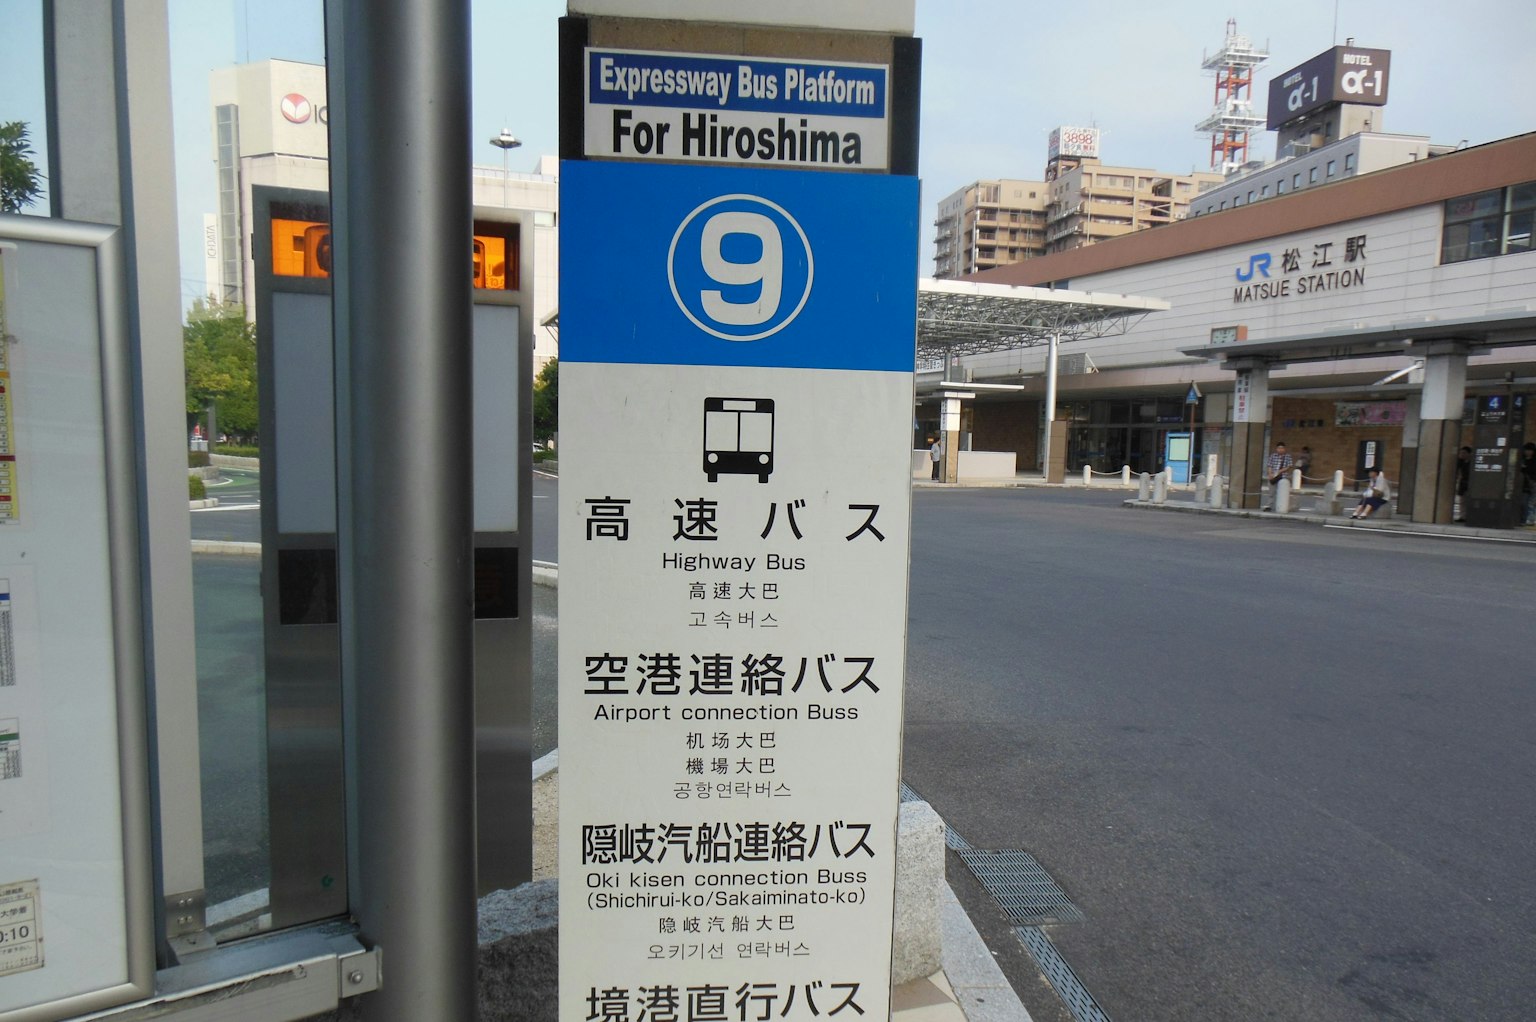 Expressway Bus Platform
For Hiroshima
9
高速バス
Highway Bus
高速大巴
고속버스
空港連絡バス
Airport connection Buss
机场大巴
機場大巴
공항연락버스
隠岐汽船連絡バス
Oki kisen connection Buss
(Shichirui-ko/Sakaiminato-ko)
隐岐汽船大巴
오키기선 연락버스
境港直行バス
JR 松江駅
MATSUE STATION
HOTEL
α-1
HOTEL
α-1
3898
4